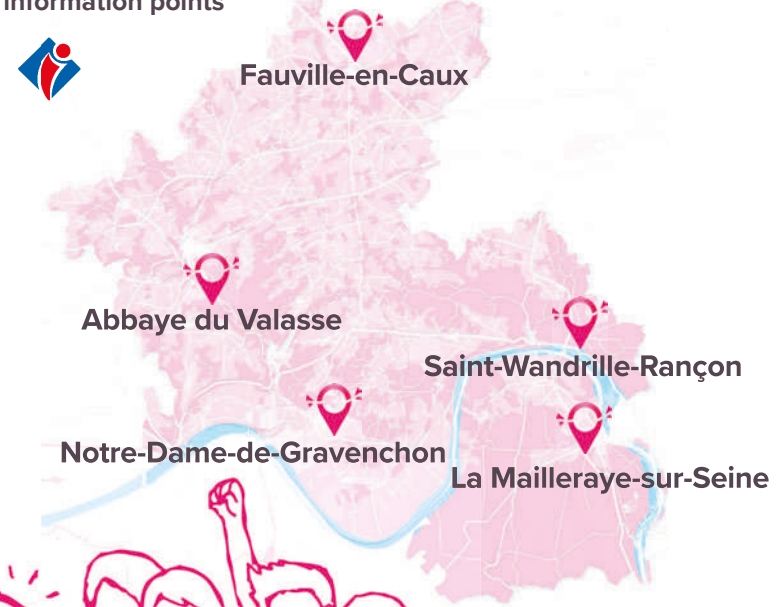 information points
Fauville-en-Caux
Abbaye du Valasse
Saint-Wandrille-Rançon
Notre-Dame-de-Gravenchon
La Mailleraye-sur-Seine